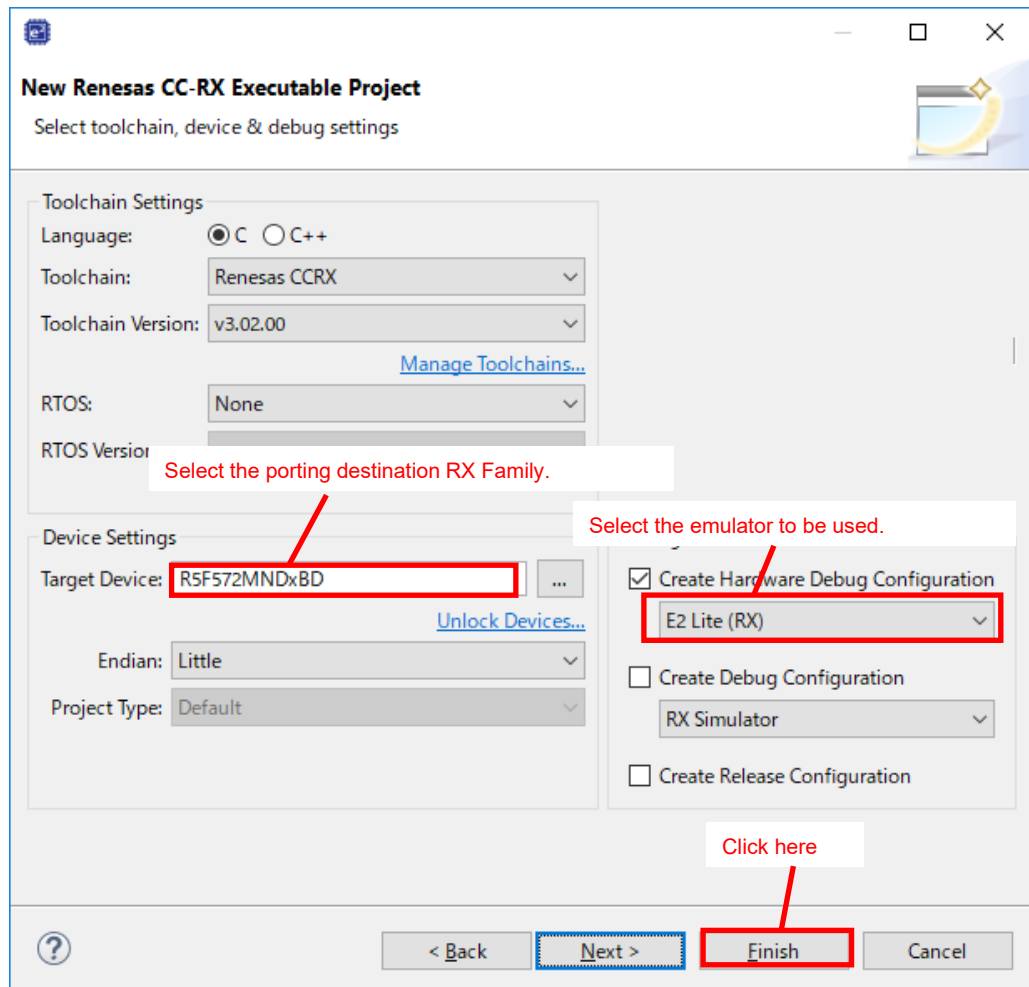 New Renesas CC-RX Executable Project
Select toolchain, device & debug settings
Toolchain Settings
Language: C C++
Toolchain: Renesas CCRX
Toolchain Version: v3.02.00
Manage Toolchains...
RTOS: None
RTOS Version
Select the porting destination RX Family.
Select the emulator to be used.
Device Settings
Target Device: R5F572MNDxBD ...
Unlock Devices...
Endian: Little
Project Type: Default
Create Hardware Debug Configuration
E2 Lite (RX)
Create Debug Configuration
RX Simulator
Create Release Configuration
Click here
? < Back Next > Finish Cancel